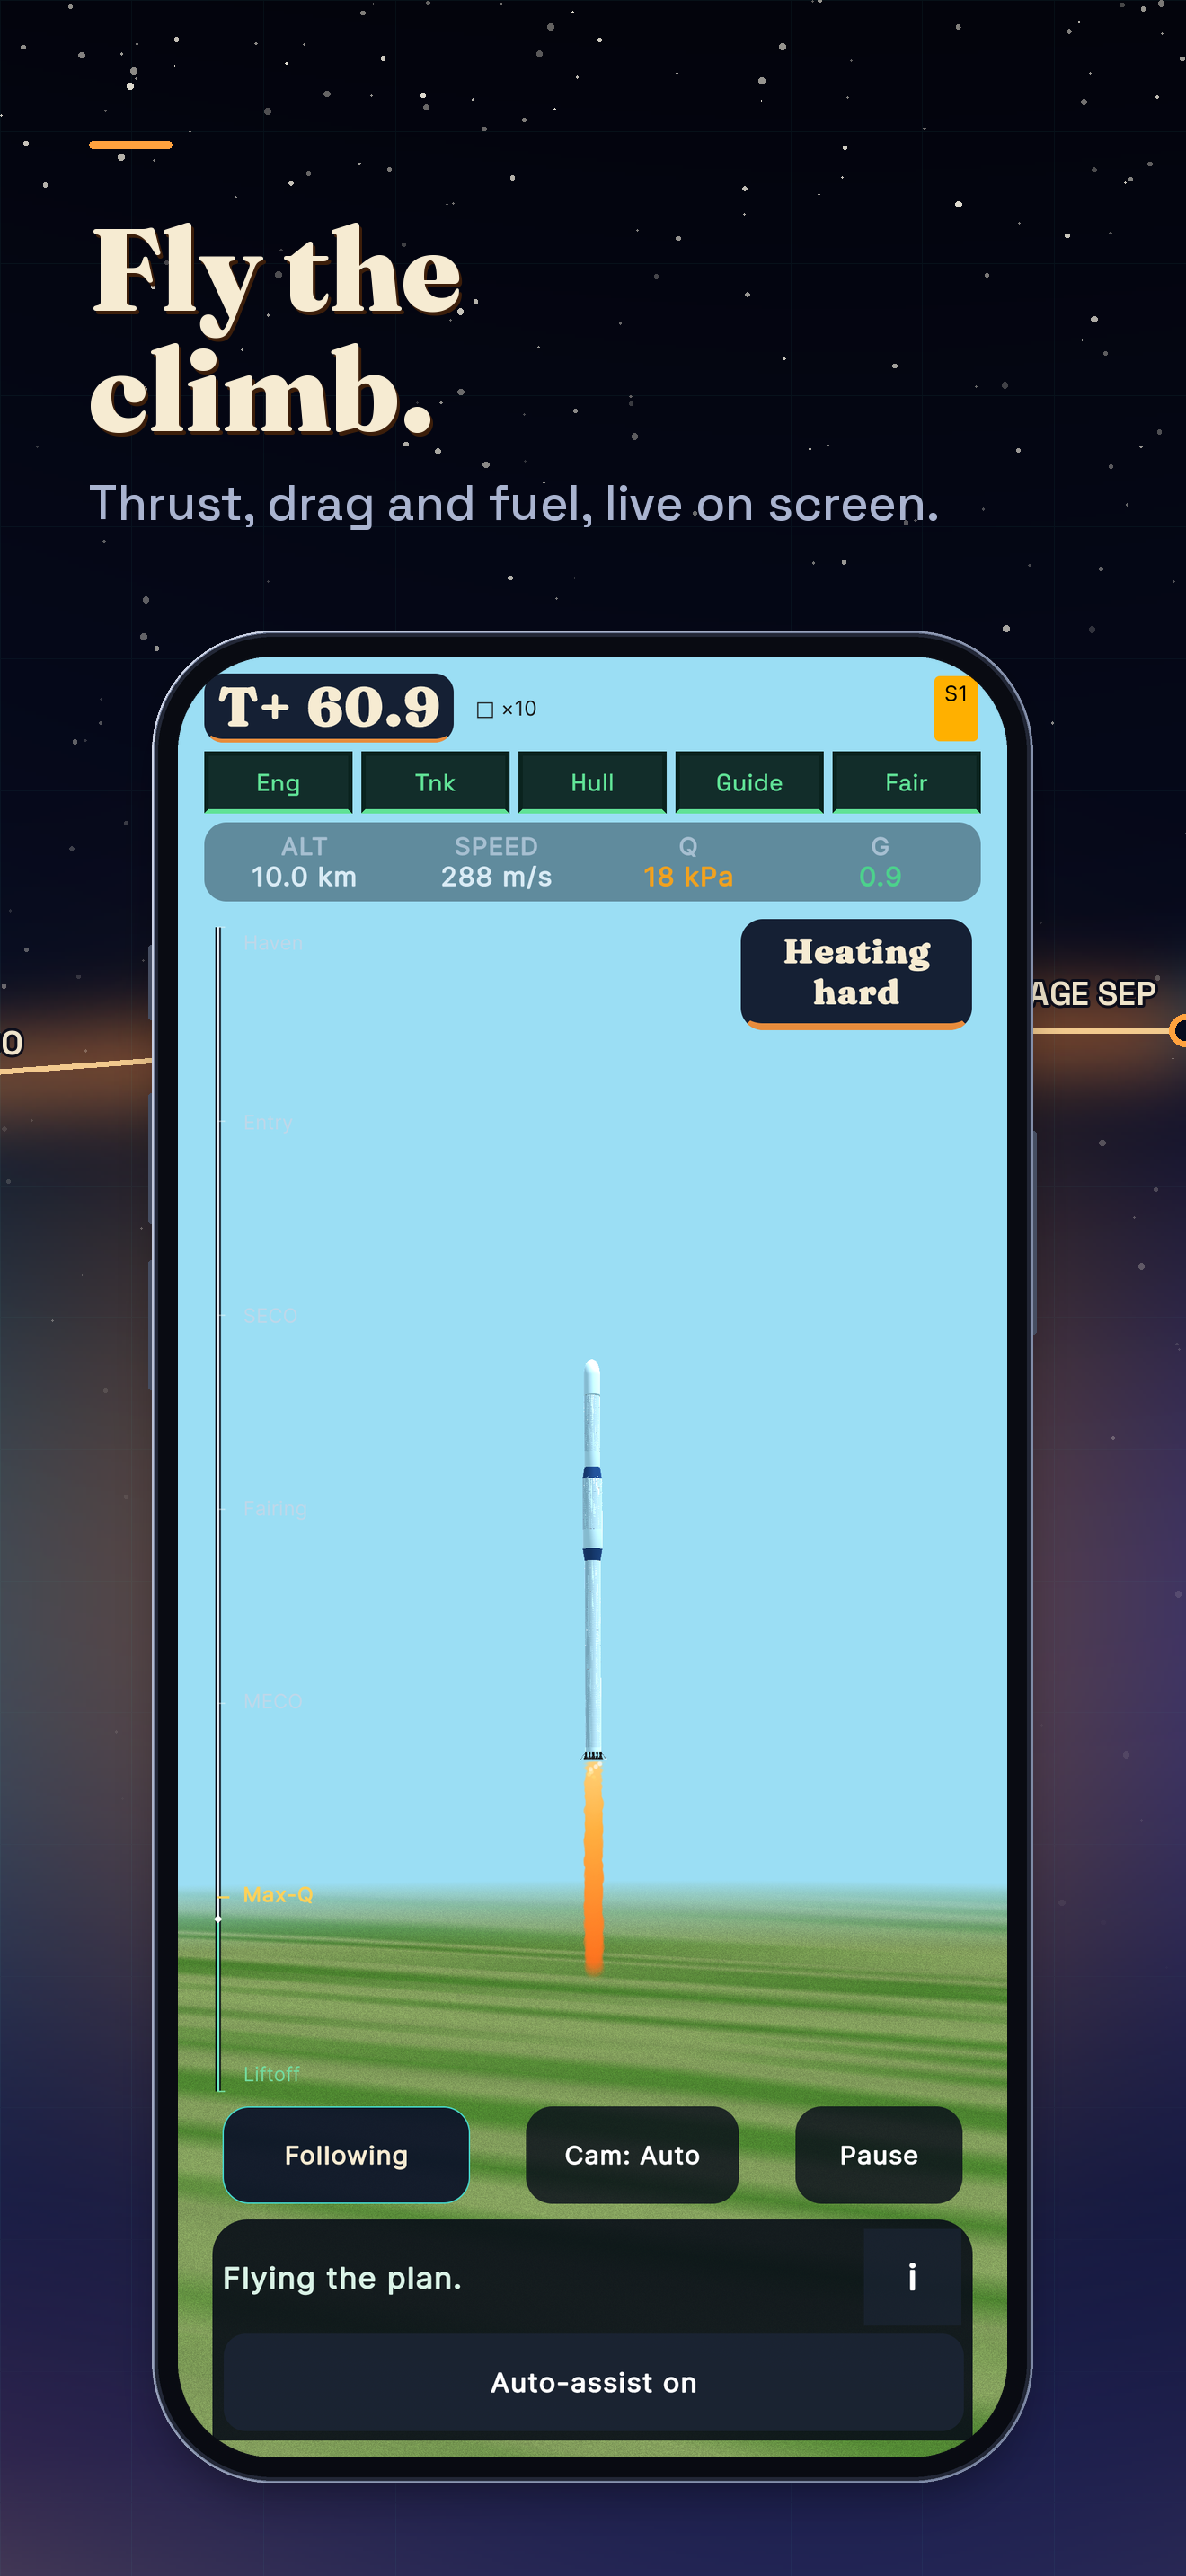 Fly the
climb.
Thrust, drag and fuel, live on screen.
T+ 60.9
□ ×10
S1
Eng
Tnk
Hull
Guide
Fair
ALT
SPEED
Q
G
10.0 km
288 m/s
18 kPa
0.9
Haven
Heating
hard
AGE SEP
O
Entry
SECO
Fairing
MECO
Max-Q
Liftoff
Following
Cam: Auto
Pause
Flying the plan.
i
Auto-assist on